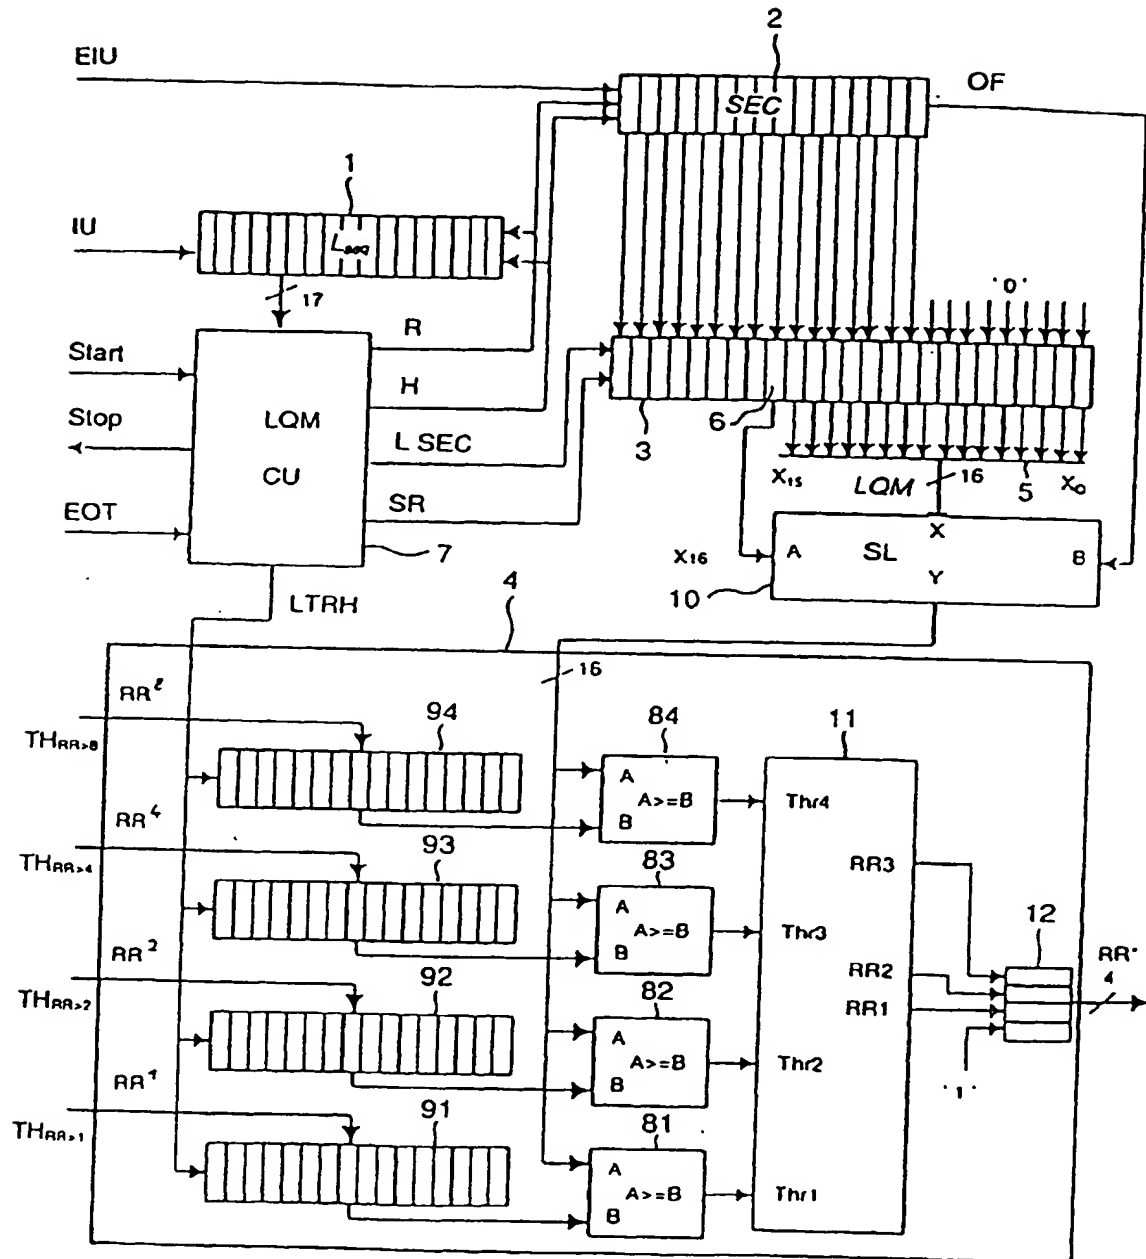 2
EIU
SEC
OF
1
IU
Lseq
17
'0'
R
Start
H
LQM
Stop
6
3
L SEC
CU
X15
LQM
16
5
X0
EOT
SR
X
7
X16
A
SL
B
Y
10
LTRH
4
16
RR
94
84
11
THRR>8
A
A>=B
Thr4
B
RR4
93
83
RR3
THRR>4
A
12
A>=B
Thr3
B
RR2
RR2
92
82
4
THRR>2
RR1
A
A>=B
Thr2
B
'1'
RR1
91
81
THRR>1
A
A>=B
Thr1
B